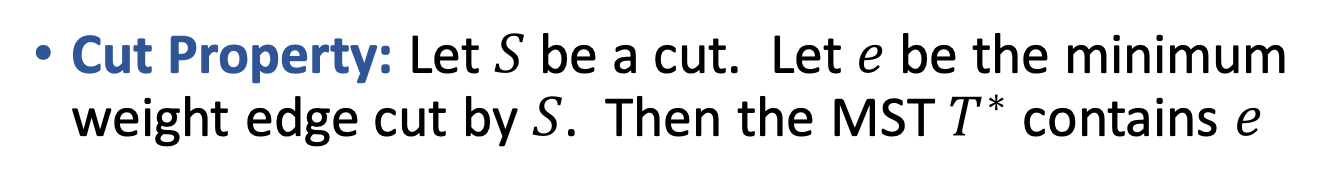 • Cut Property: Let S be a cut. Let e be the minimum
weight edge cut by S. Then the MST T* contains e